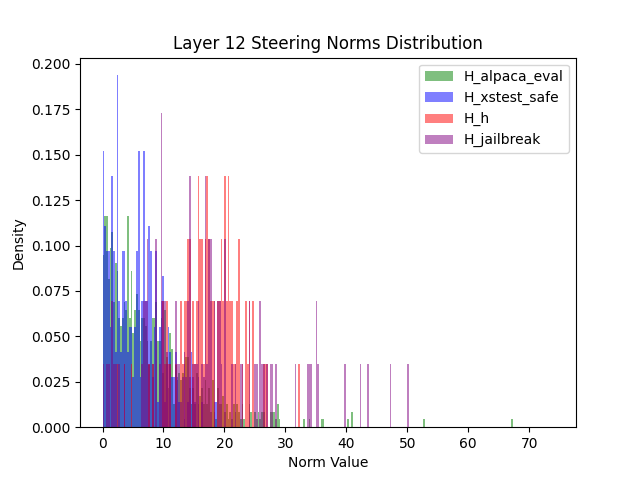 Layer 12 Steering Norms Distribution
H_alpaca_eval
H_xstest_safe
H_h
H_jailbreak
Density
0.200
0.175
0.150
0.125
0.100
0.075
0.050
0.025
0.000
0 10 20 30 40 50 60 70
Norm Value